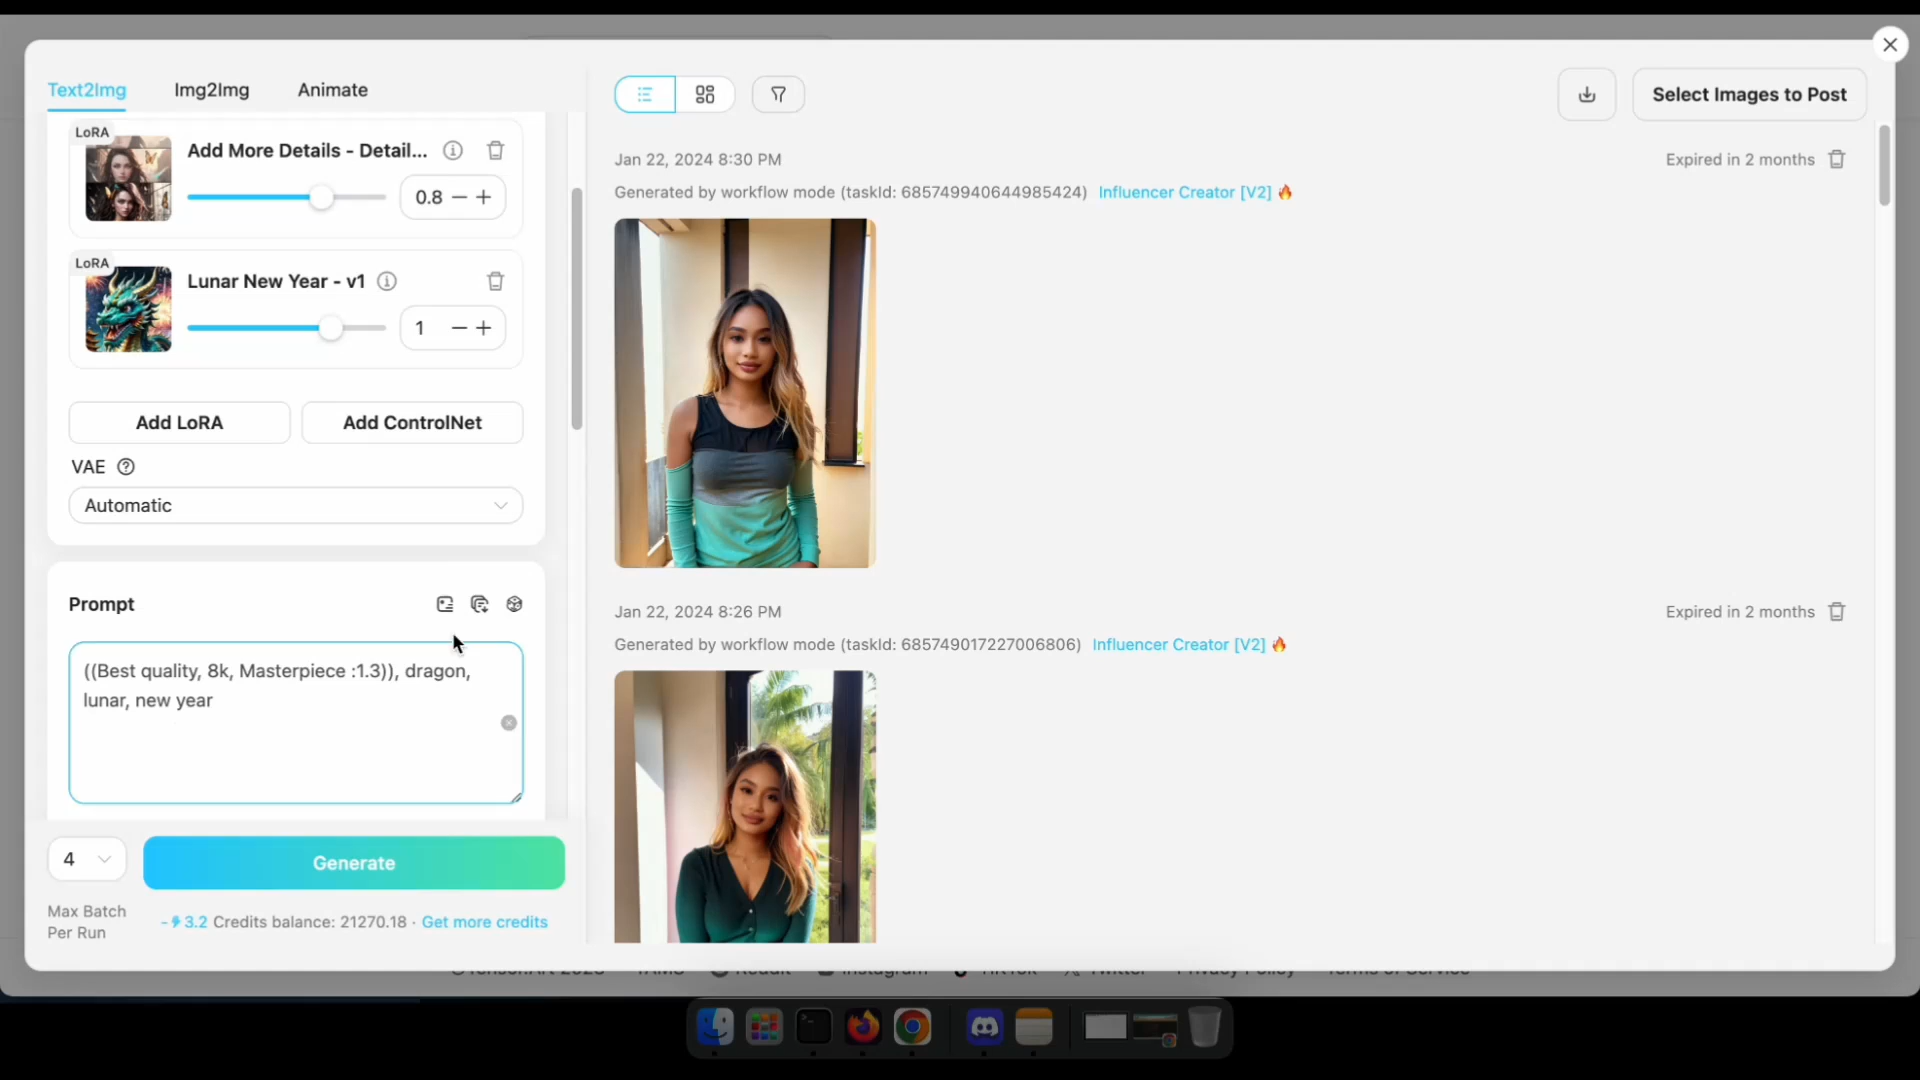 Text2Img
Img2Img
Animate
LoRA
Add More Details - Detail...
0.8
LoRA
Lunar New Year - v1
1
Add LoRA
Add ControlNet
VAE
Automatic
Prompt
((Best quality, 8k, Masterpiece :1.3)), dragon,
lunar, new year
4
Generate
Max Batch
Per Run
- 3.2 Credits balance: 21270.18 · Get more credits
Select Images to Post
Jan 22, 2024 8:30 PM
Expired in 2 months
Generated by workflow mode (taskId: 685749940644985424) Influencer Creator [V2] 🔥
Jan 22, 2024 8:26 PM
Expired in 2 months
Generated by workflow mode (taskId: 685749017227006806) Influencer Creator [V2] 🔥